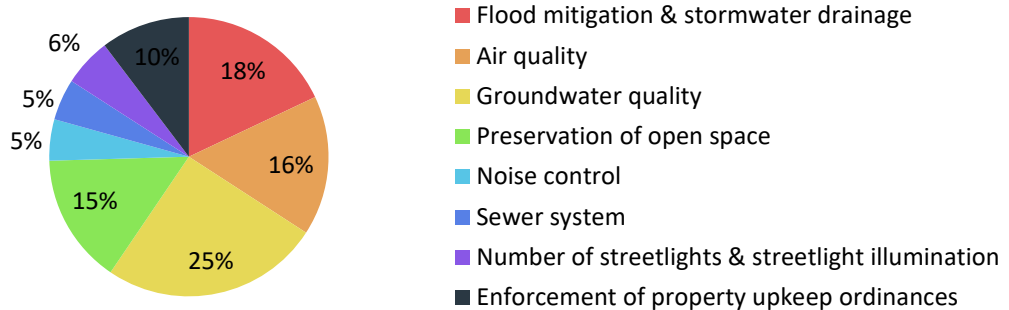 Flood mitigation & stormwater drainage
Air quality
Groundwater quality
Preservation of open space
Noise control
Sewer system
Number of streetlights & streetlight illumination
Enforcement of property upkeep ordinances
18%
16%
25%
15%
5%
5%
6%
10%